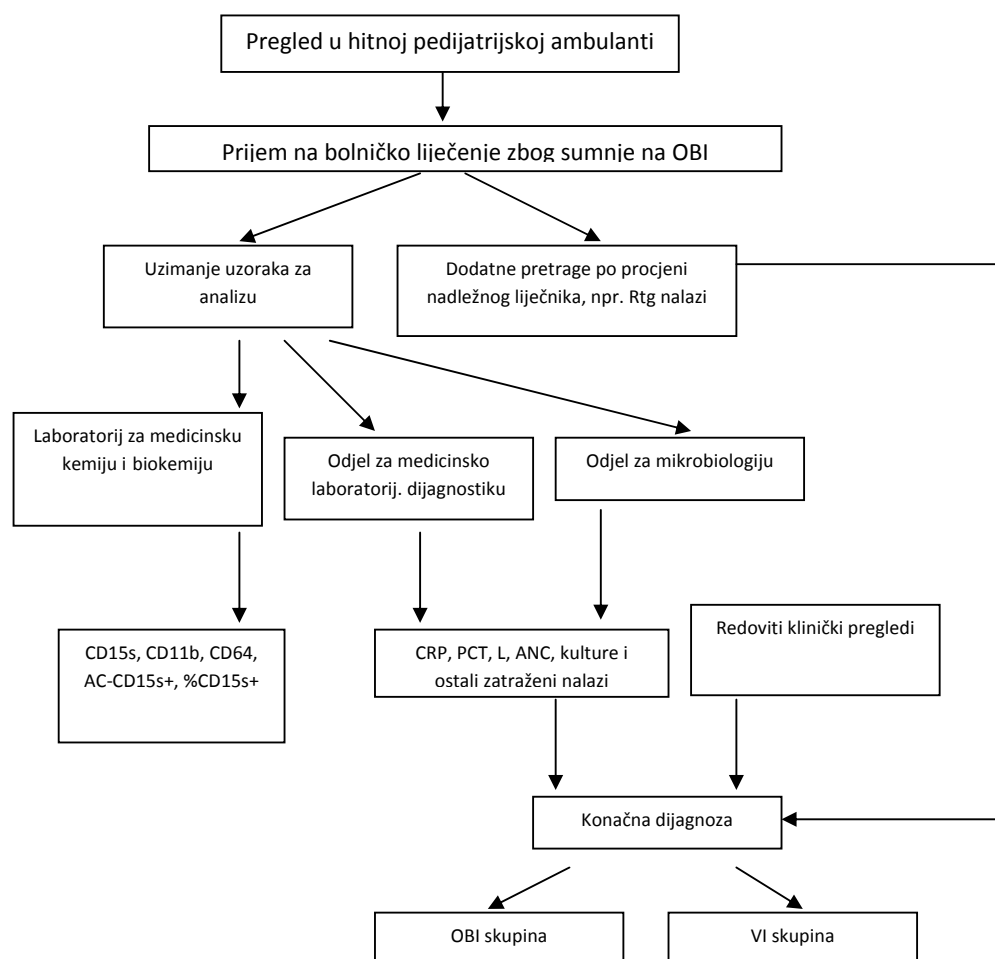 Pregled u hitnoj pedijatrijskoj ambulanti
Prijem na bolničko liječenje zbog sumnje na OBI
Uzimanje uzoraka za
analizu
Dodatne pretrage po procjeni
nadležnog liječnika, npr. Rtg nalazi
Laboratorij za medicinsku
kemiju i biokemiju
Odjel za medicinsko
laboratorij. dijagnostiku
Odjel za mikrobiologiju
CD15s, CD11b, CD64,
AC-CD15s+, %CD15s+
CRP, PCT, L, ANC, kulture i
ostali zatraženi nalazi
Redoviti klinički pregledi
Konačna dijagnoza
OBI skupina
VI skupina